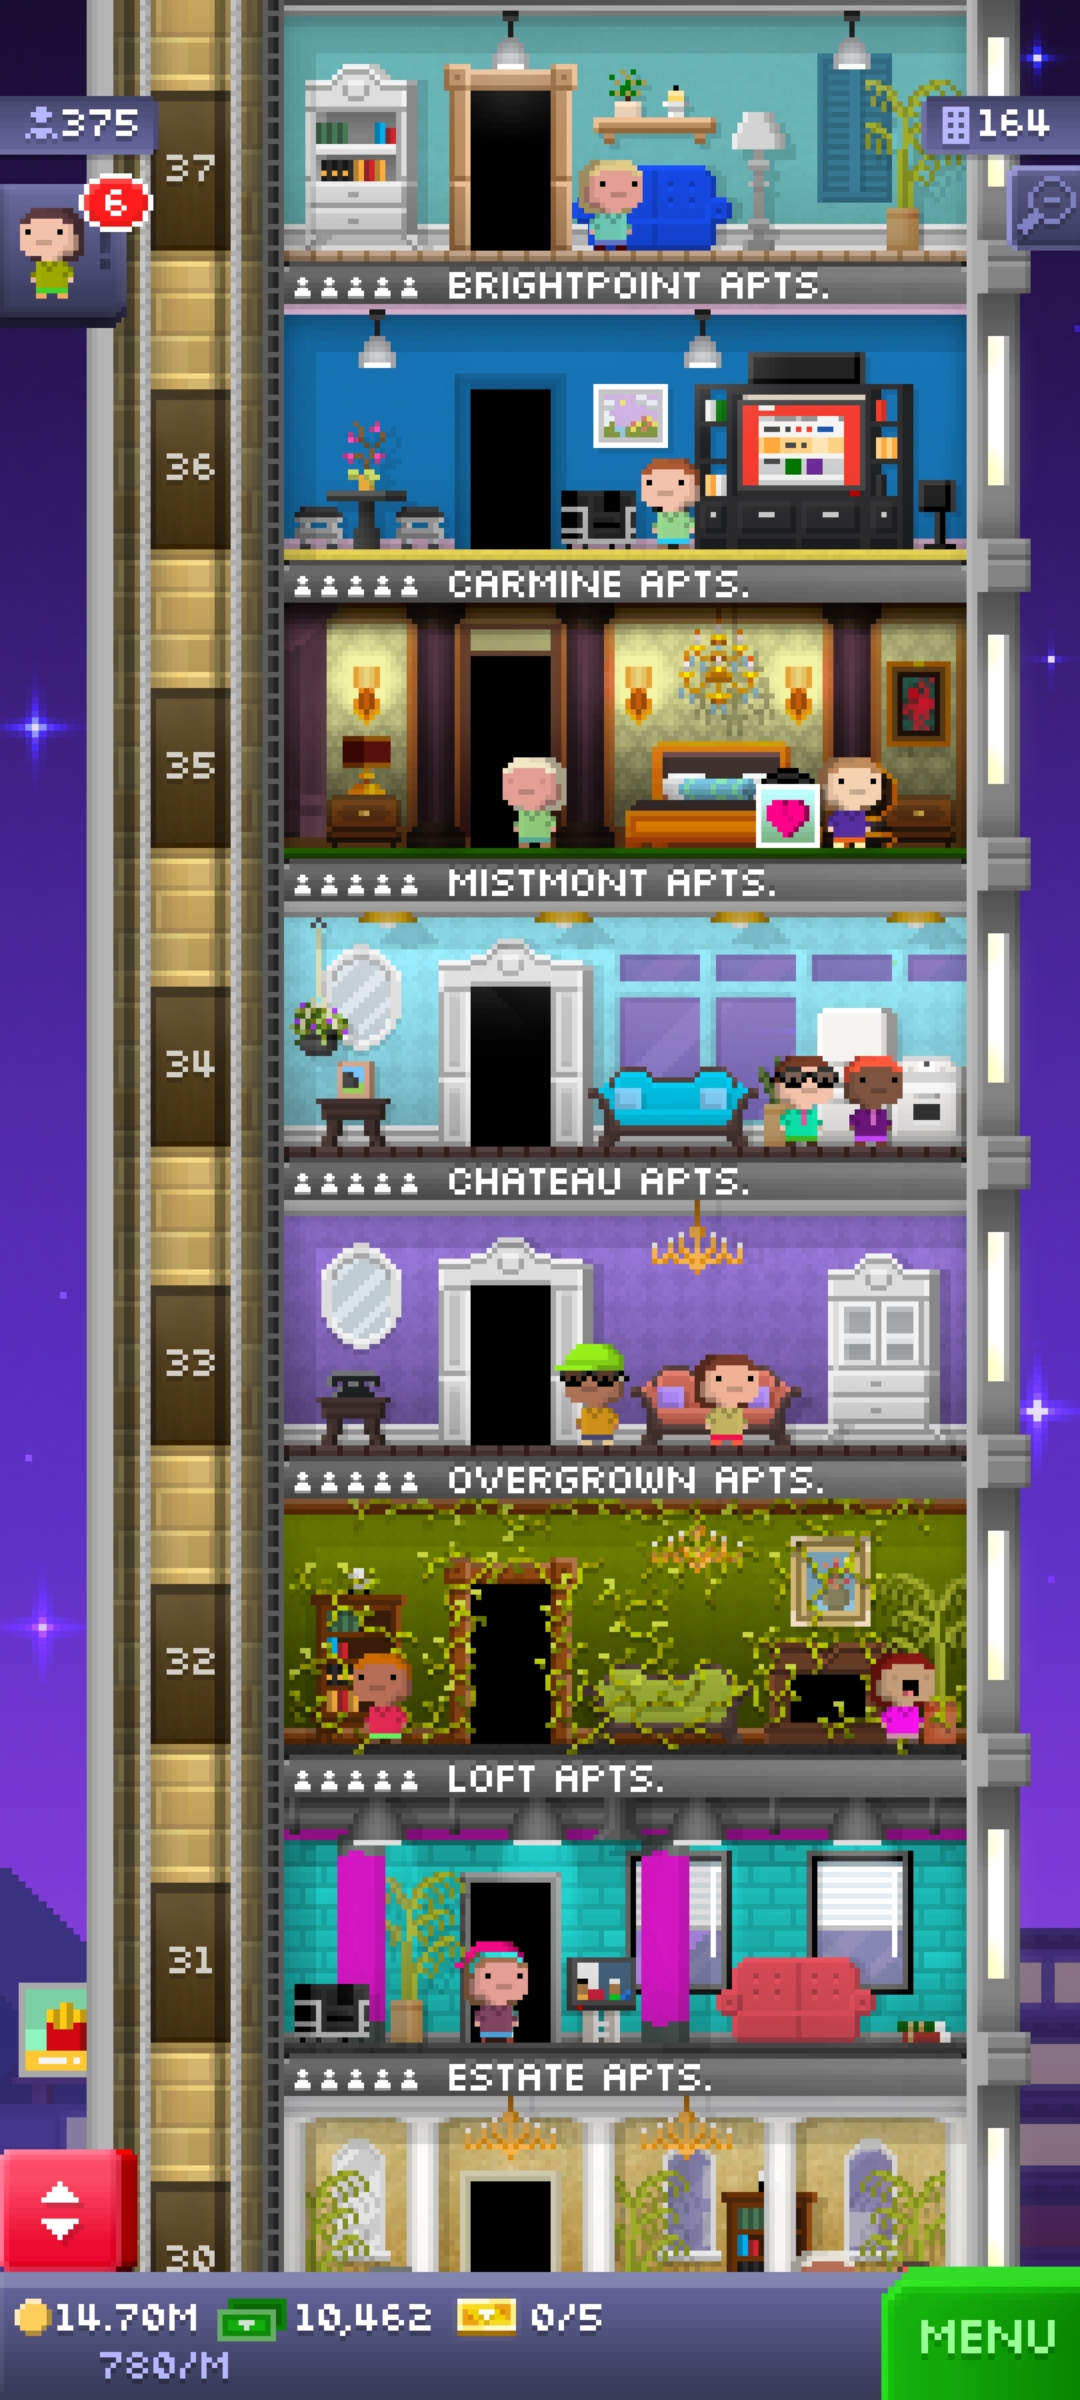 375
164
6
37
BRIGHTPOINT APTS.
36
CARMINE APTS.
35
MISTMONT APTS.
34
CHATEAU APTS.
33
OVERGROWN APTS.
32
LOFT APTS.
31
ESTATE APTS.
30
14.70M 10,462 0/5
780/M
MENU